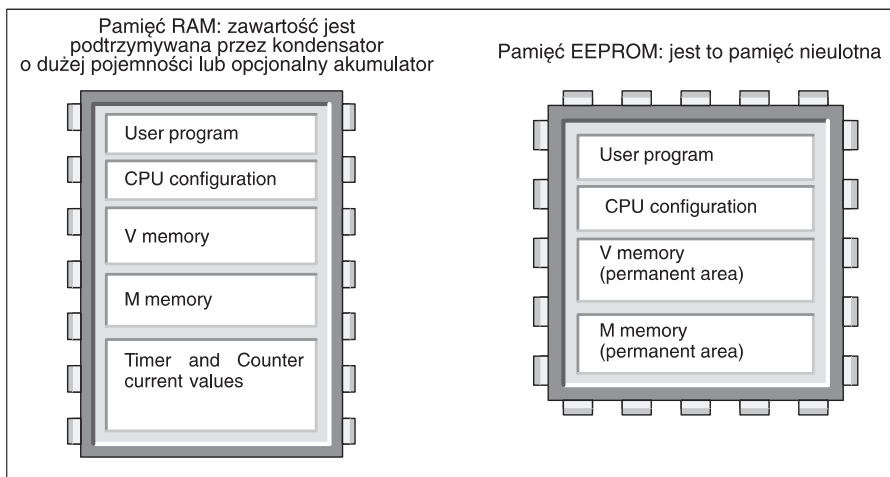 Pamięć RAM: zawartość jest
podtrzymywana przez kondensator
o dużej pojemności lub opcjonalny akumulator
User program
CPU configuration
V memory
M memory
Timer and Counter
current values
Pamięć EEPROM: jest to pamięć nieulotna
User program
CPU configuration
V memory
(permanent area)
M memory
(permanent area)